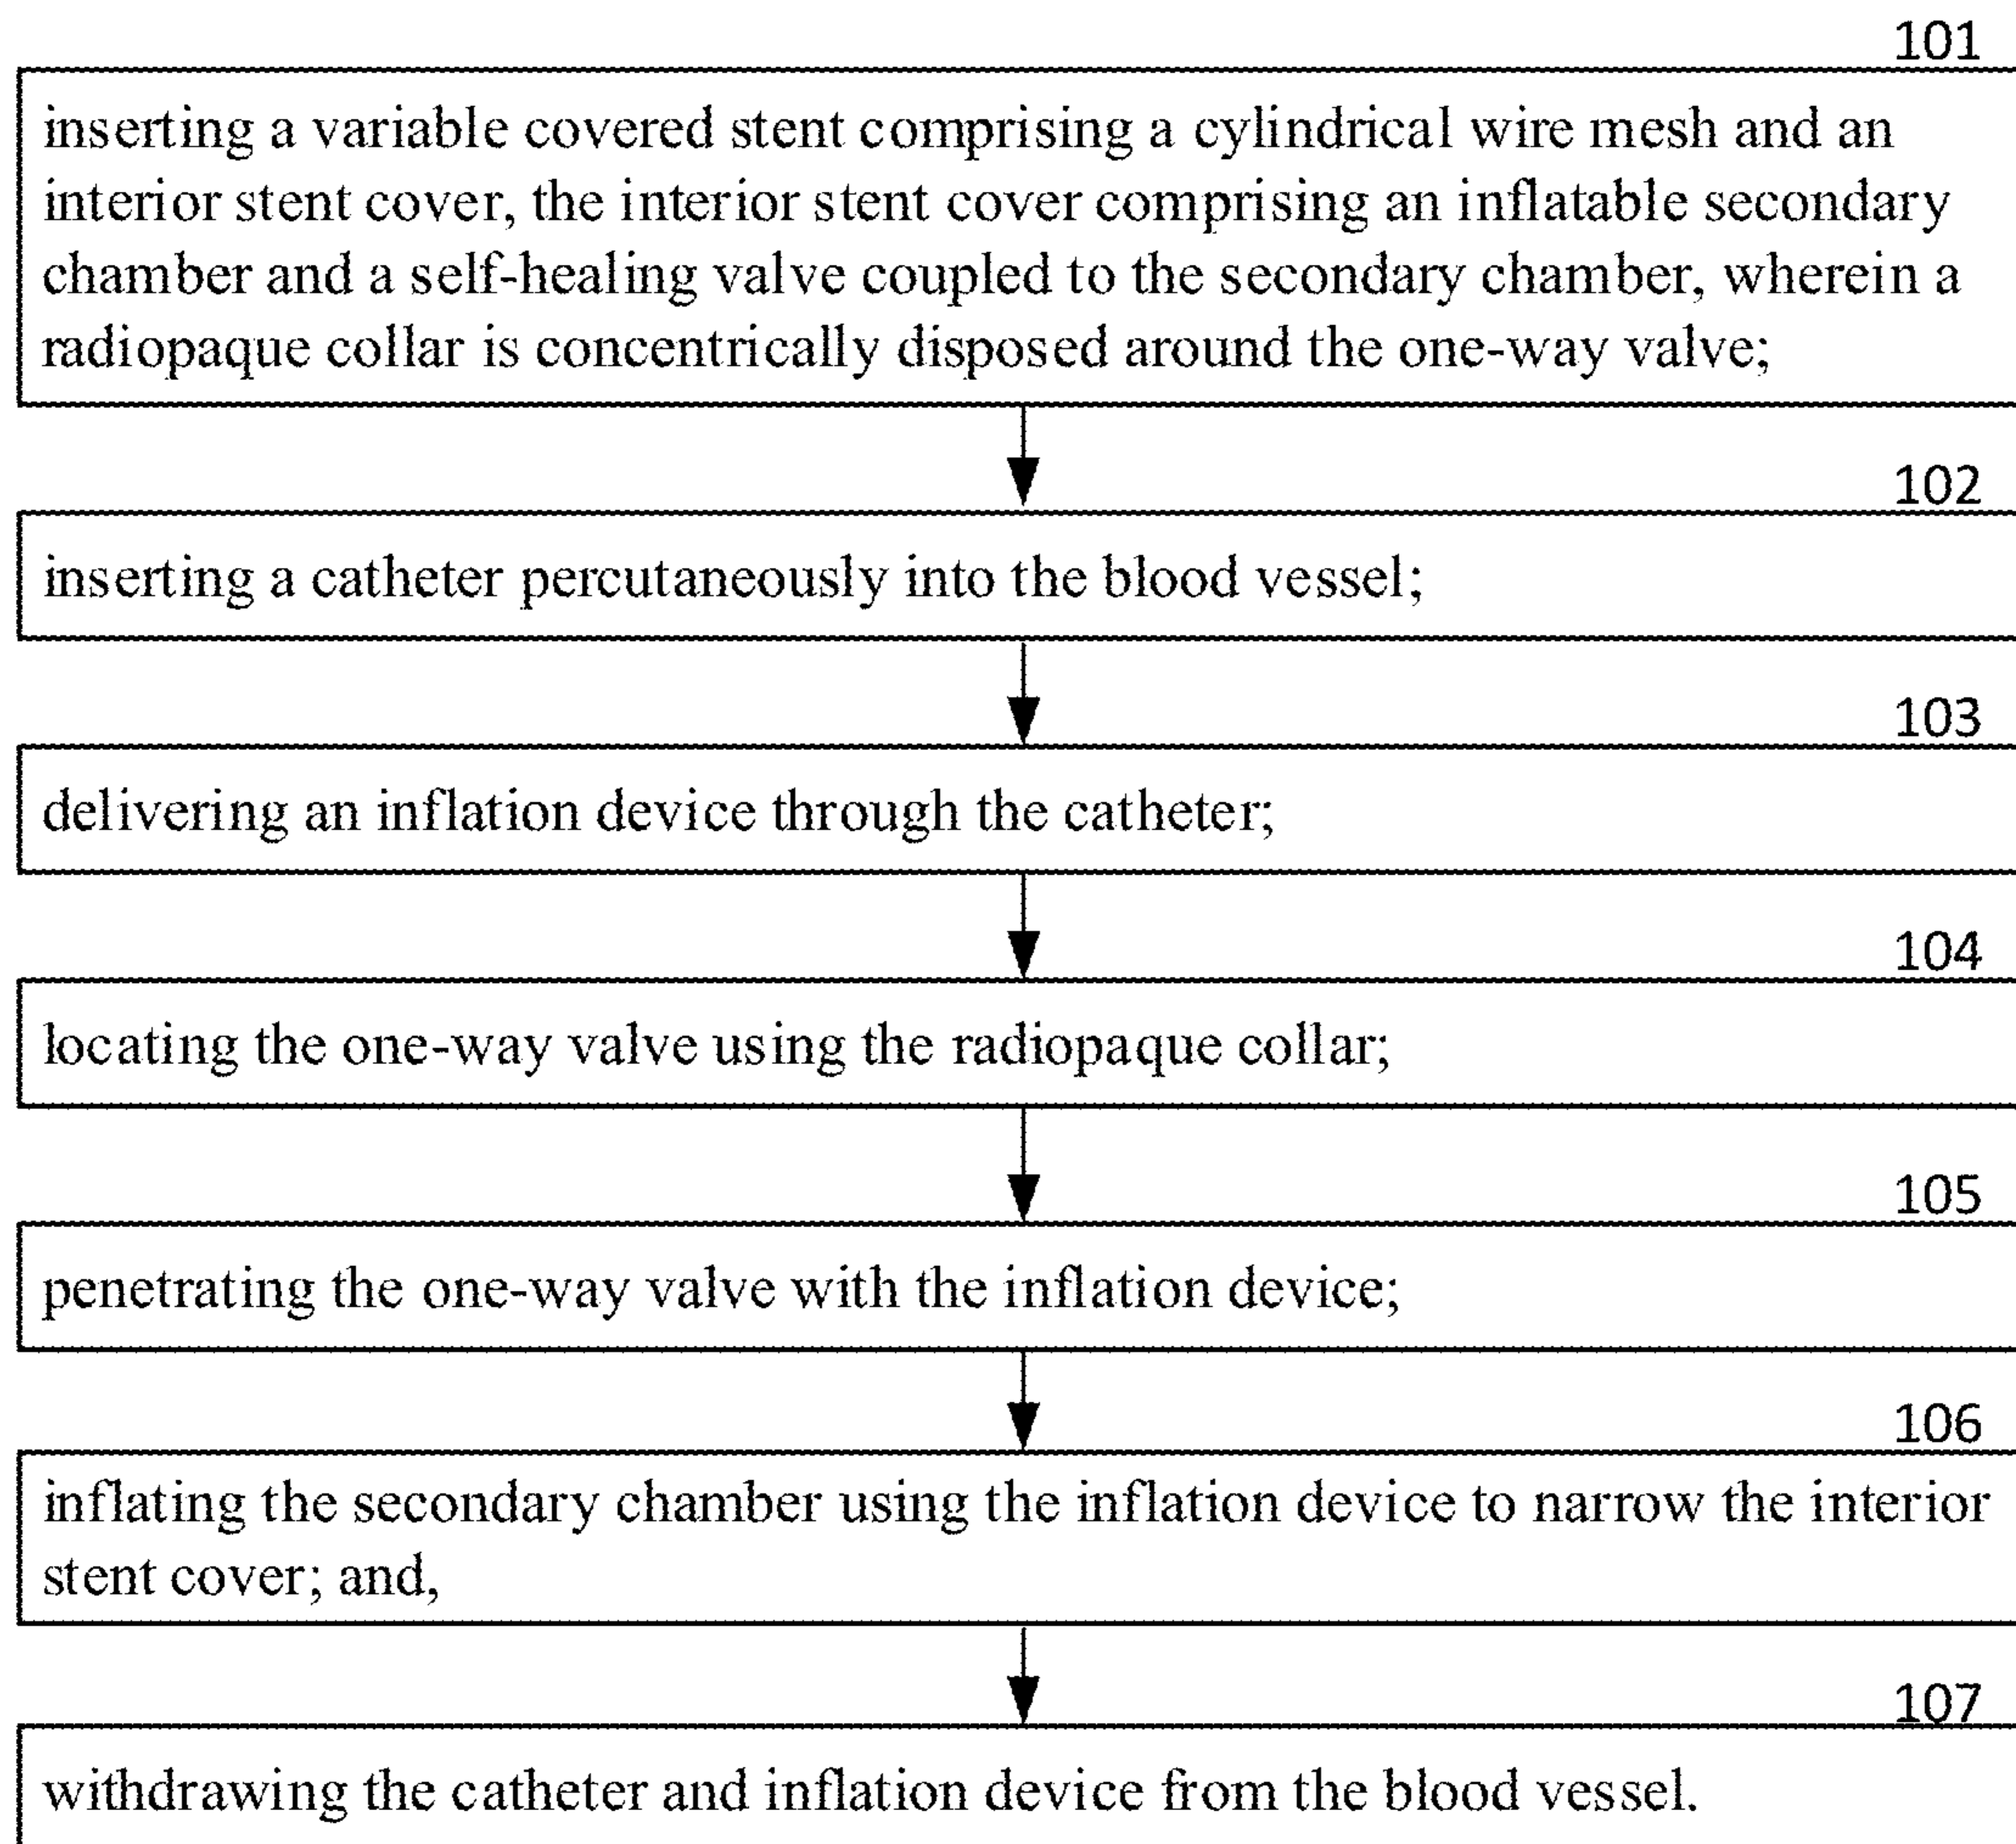 101
inserting a variable covered stent comprising a cylindrical wire mesh and an
interior stent cover, the interior stent cover comprising an inflatable secondary
chamber and a self-healing valve coupled to the secondary chamber, wherein a
radiopaque collar is concentrically disposed around the one-way valve;
102
inserting a catheter percutaneously into the blood vessel;
103
delivering an inflation device through the catheter;
104
locating the one-way valve using the radiopaque collar;
105
penetrating the one-way valve with the inflation device;
106
inflating the secondary chamber using the inflation device to narrow the interior
stent cover; and,
107
withdrawing the catheter and inflation device from the blood vessel.